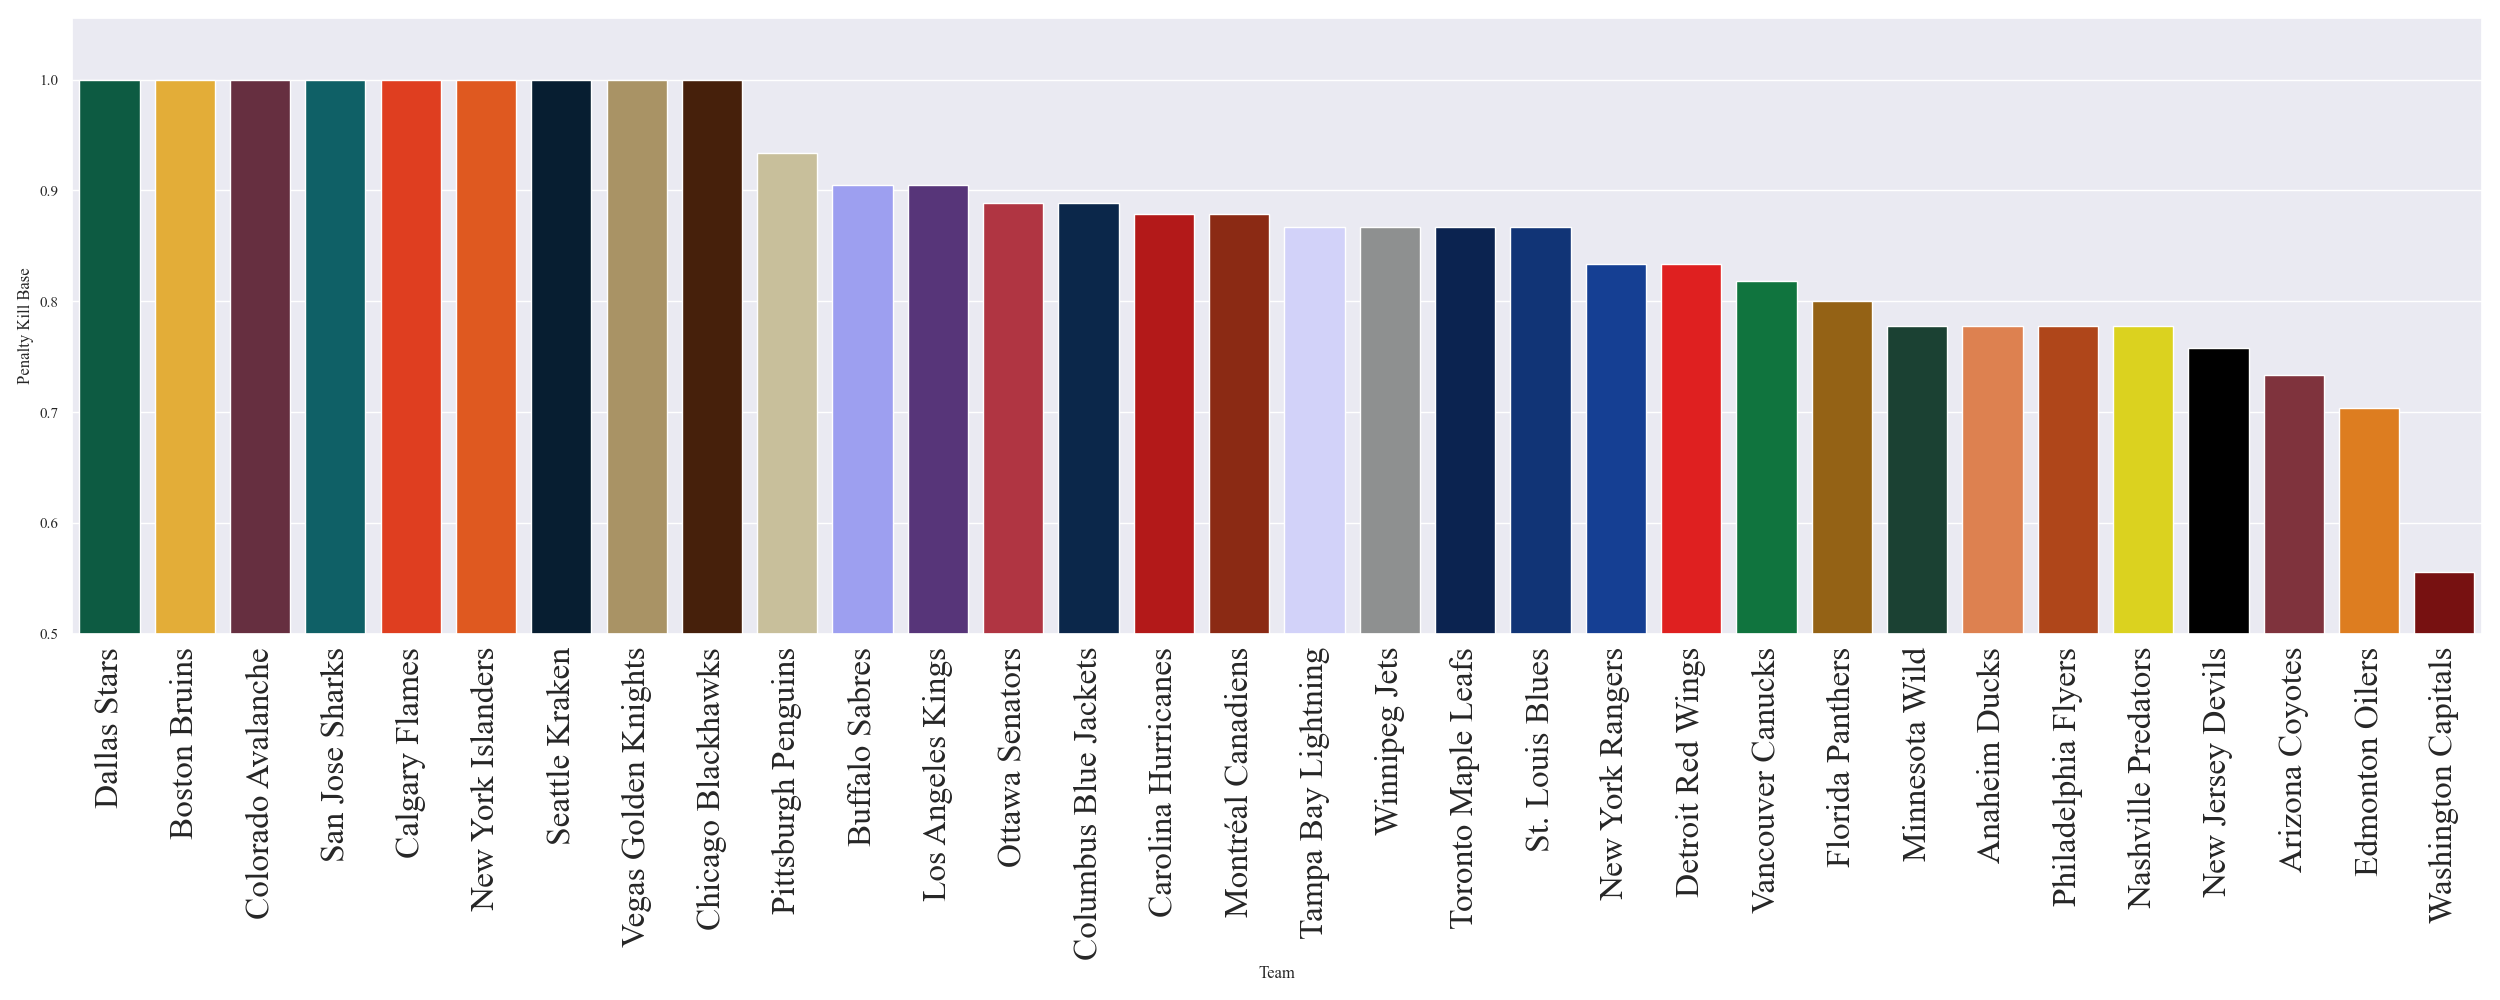 1.0
0.9
0.8
0.7
0.6
0.5
Penalty Kill Base
Dallas Stars
Boston Bruins
Colorado Avalanche
San Jose Sharks
Calgary Flames
New York Islanders
Seattle Kraken
Vegas Golden Knights
Chicago Blackhawks
Pittsburgh Penguins
Buffalo Sabres
Los Angeles Kings
Ottawa Senators
Columbus Blue Jackets
Carolina Hurricanes
Montréal Canadiens
Tampa Bay Lightning
Winnipeg Jets
Toronto Maple Leafs
St. Louis Blues
New York Rangers
Detroit Red Wings
Vancouver Canucks
Florida Panthers
Minnesota Wild
Anaheim Ducks
Philadelphia Flyers
Nashville Predators
New Jersey Devils
Arizona Coyotes
Edmonton Oilers
Washington Capitals
Team